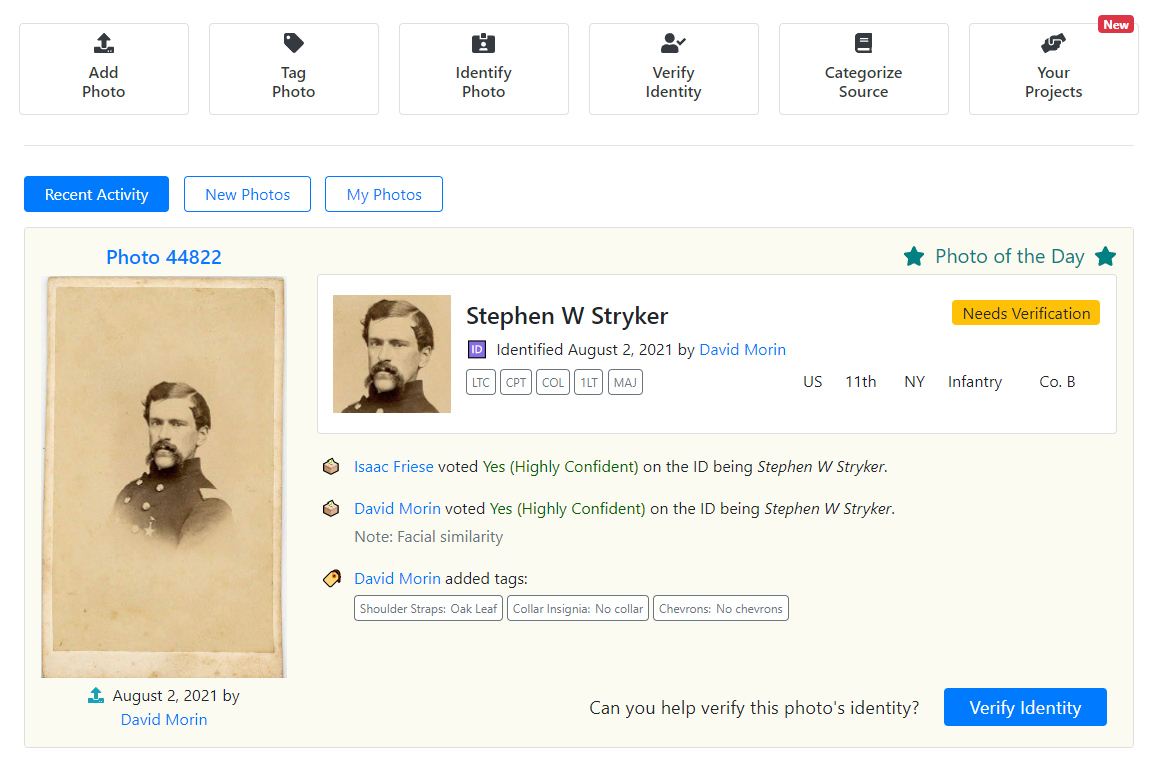 New
Add
Photo
Tag
Photo
Identify
Photo
Verify
Identity
Categorize
Source
Your
Projects
Recent Activity
New Photos
My Photos
Photo 44822
Photo of the Day
Stephen W Stryker
Needs Verification
ID Identified August 2, 2021 by David Morin
LTC CPT COL 1LT MAJ US 11th NY Infantry Co. B
Isaac Friese voted Yes (Highly Confident) on the ID being Stephen W Stryker.
David Morin voted Yes (Highly Confident) on the ID being Stephen W Stryker.
Note: Facial similarity
David Morin added tags:
Shoulder Straps: Oak Leaf Collar Insignia: No collar Chevrons: No chevrons
August 2, 2021 by
David Morin
Can you help verify this photo's identity?
Verify Identity